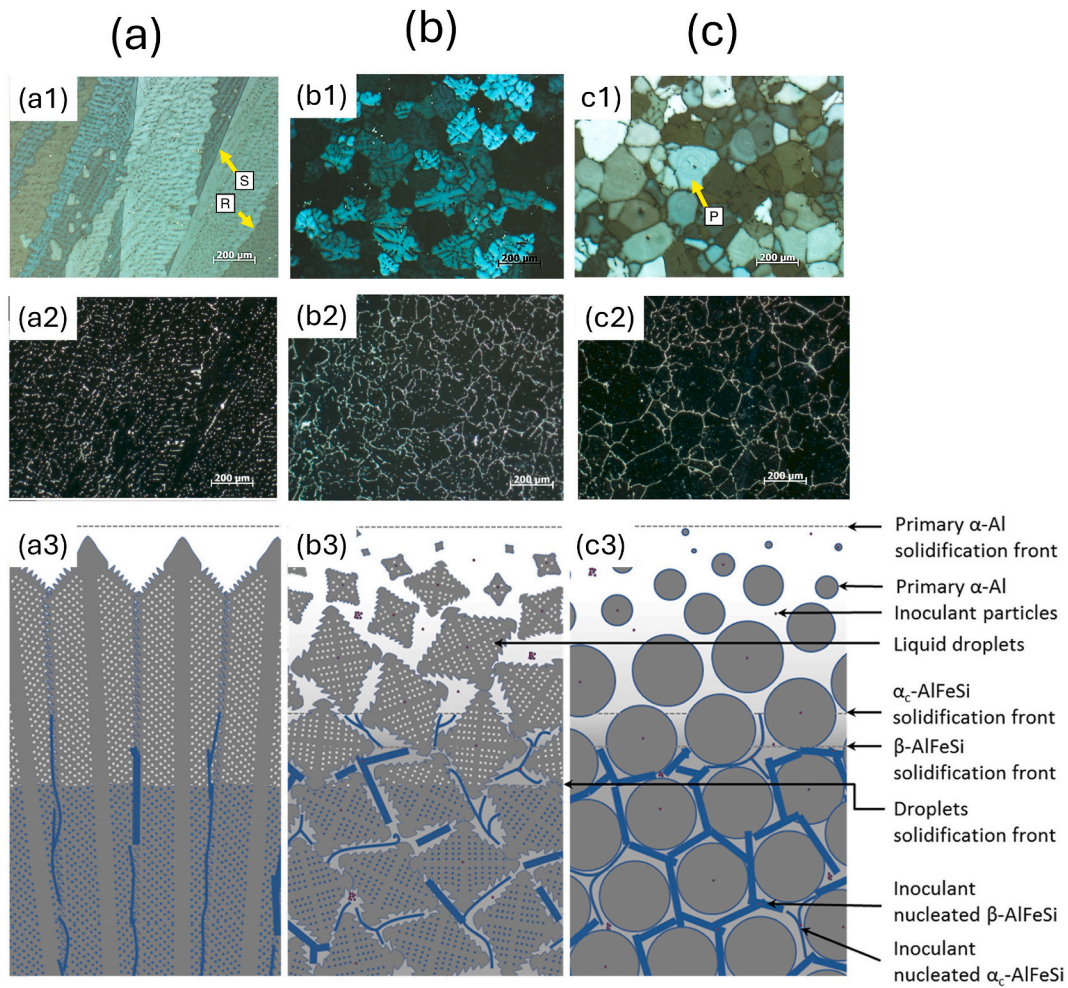 (a)
(b)
(c)
(a1)
S
R
200 µm
(b1)
200 µm
c1)
P
200 µm
(a2)
200 µm
(b2)
200 µm
(c2)
200 µm
(a3)
(b3)
(c3)
Primary α-Al
solidification front
Primary α-Al
Inoculant particles
Liquid droplets
αc-AlFeSi
solidification front
β-AlFeSi
solidification front
Droplets
solidification front
Inoculant
nucleated β-AlFeSi
Inoculant
nucleated αc-AlFeSi